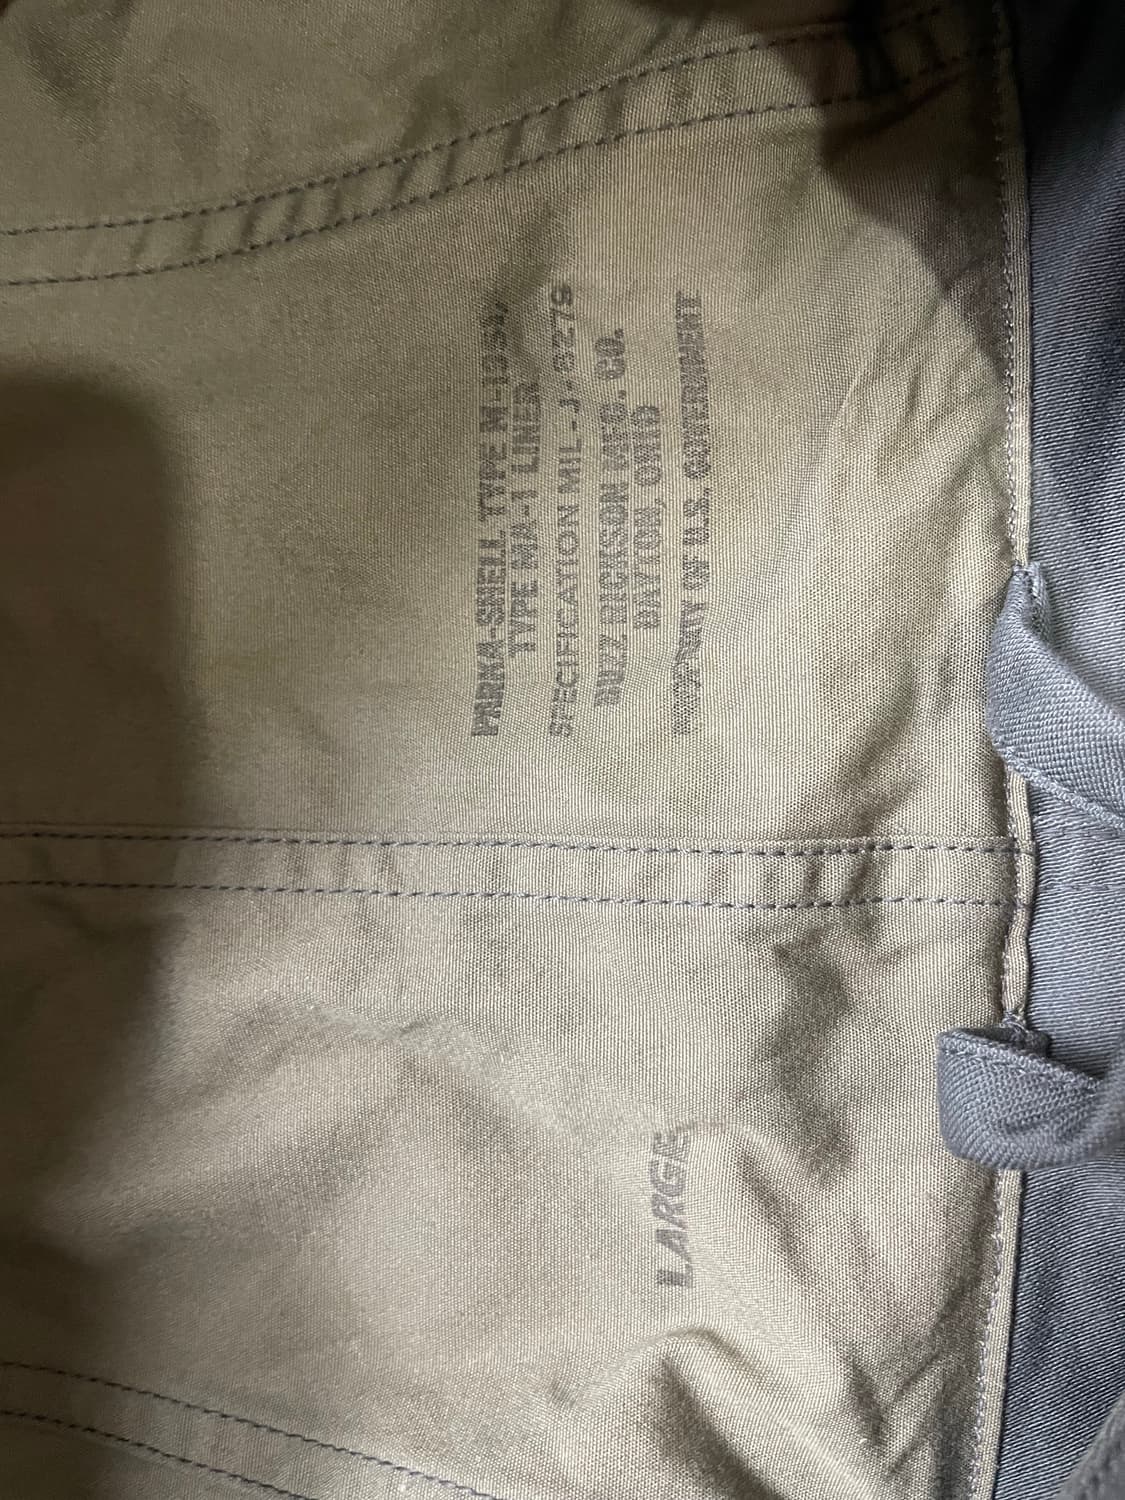 PARKA-SHELL TYPE M-1951,
TYPE MA-1 LINER
SPECIFICATION MIL-J-8279
BUZZ RICKSON MFG. CO.
DAYTON, OHIO
PROPERTY OF U.S. GOVERNMENT
LARGE